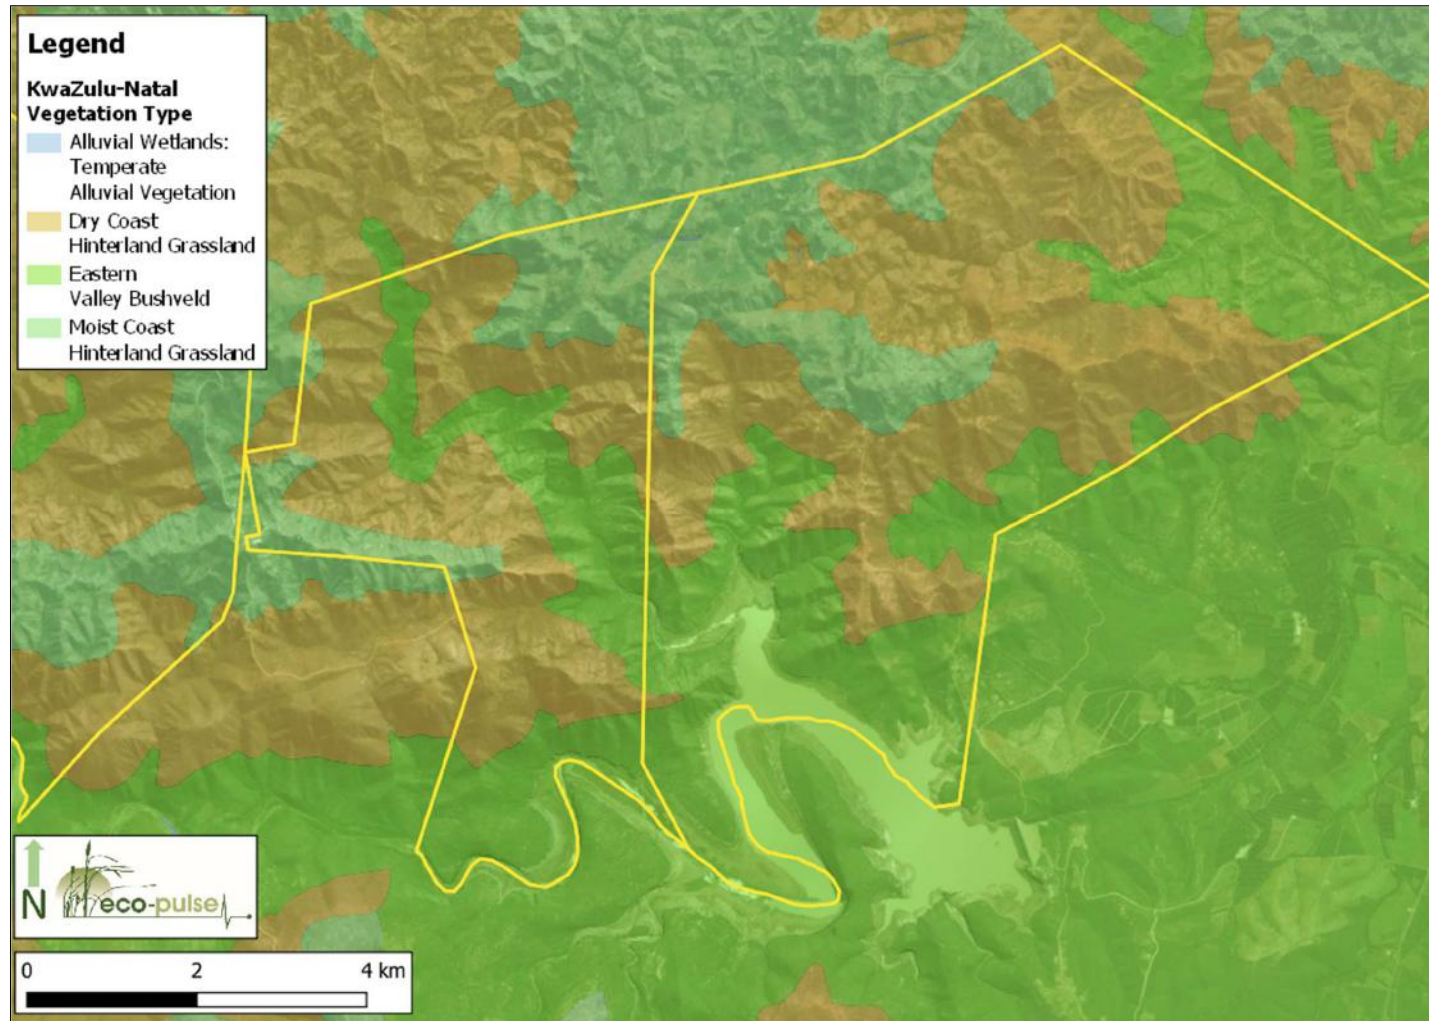 Legend
KwaZulu-Natal
Vegetation Type
Alluvial Wetlands:
Temperate
Alluvial Vegetation
Dry Coast
Hinterland Grassland
Eastern
Valley Bushveld
Moist Coast
Hinterland Grassland
N
eco-pulse
0 2 4 km